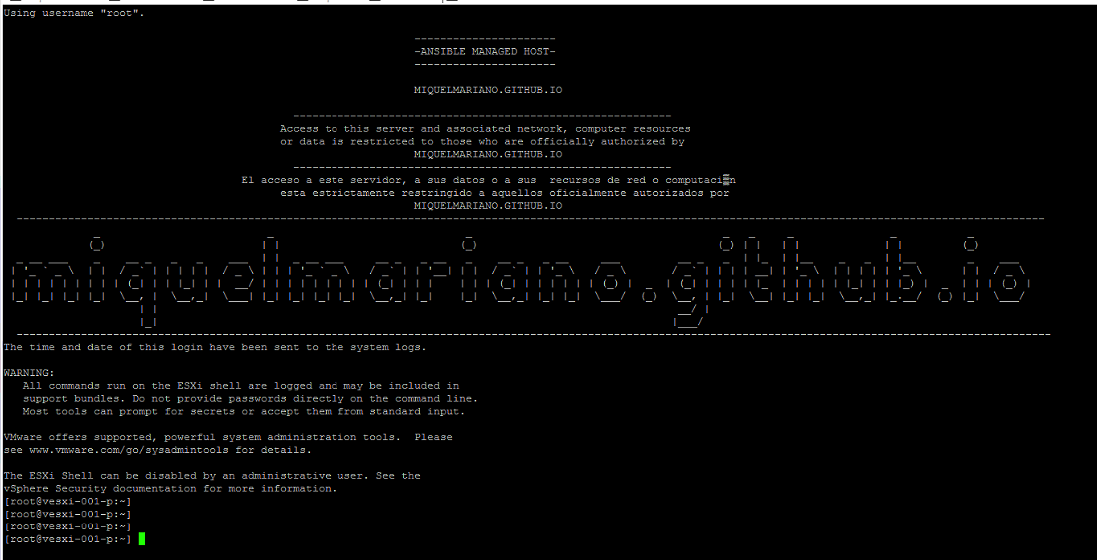 Using username "root".
-ANSIBLE MANAGED HOST-
MIQUELMARIANO.GITHUB.IO
Access to this server and associated network, computer resources
or data is restricted to those who are officially authorized by
MIQUELMARIANO.GITHUB.IO
El acceso a este servidor, a sus datos o a sus recursos de red o computaci▒n
esta estrictamente restringido a aquellos oficialmente autorizados por
MIQUELMARIANO.GITHUB.IO
miquelmariano.github.io
The time and date of this login have been sent to the system logs.
WARNING:
All commands run on the ESXi shell are logged and may be included in
support bundles. Do not provide passwords directly on the command line.
Most tools can prompt for secrets or accept them from standard input.
VMware offers supported, powerful system administration tools. Please
see www.vmware.com/go/sysadmintools for details.
The ESXi Shell can be disabled by an administrative user. See the
vSphere Security documentation for more information.
[root@vesxi-001-p:~]
[root@vesxi-001-p:~]
[root@vesxi-001-p:~]
[root@vesxi-001-p:~]